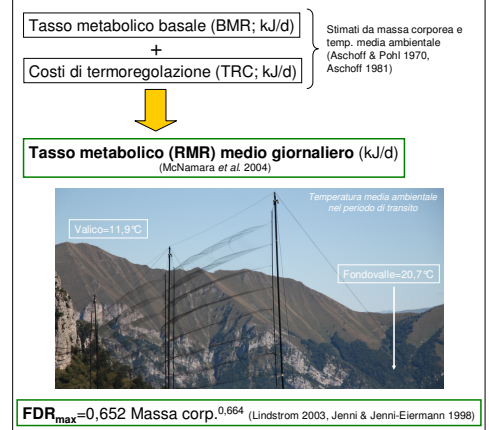 Tasso metabolico basale (BMR; kJ/d)
+
Costi di termoregolazione (TRC; kJ/d)
Stimati da massa corporea e
temp. media ambientale
(Aschoff & Pohl 1970,
Aschoff 1981)
Tasso metabolico (RMR) medio giornaliero (kJ/d)
(McNamara et al. 2004)
Temperatura media ambientale
nel periodo di transito
Valico=11,9°C
Fondovalle=20,7°C
FDRmax=0,652 Massa corp.0,664 (Lindstrom 2003, Jenni & Jenni-Eiermann 1998)